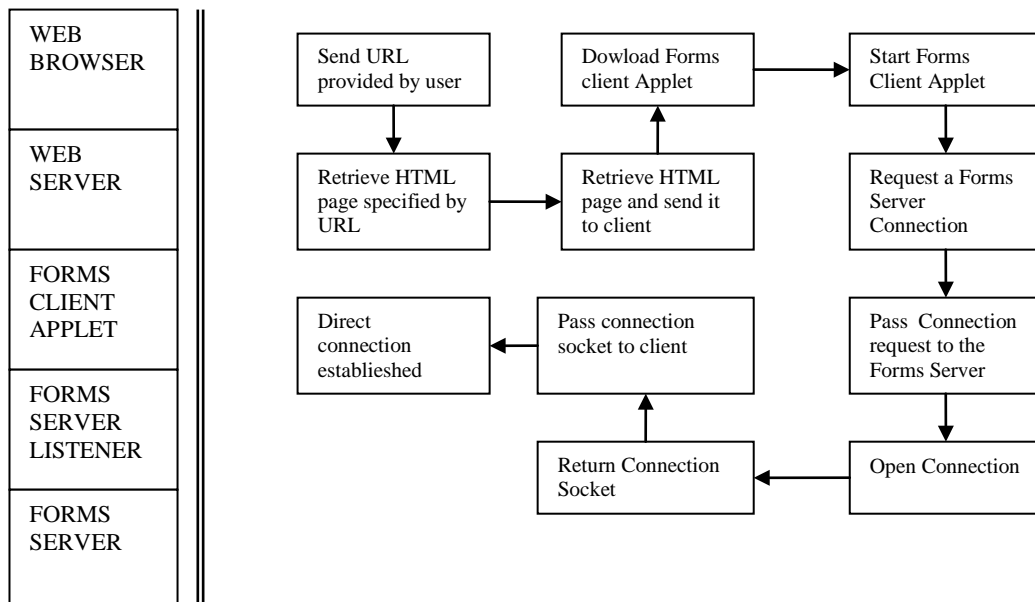 WEB
BROWSER
WEB
SERVER
FORMS
CLIENT
APPLET
FORMS
SERVER
LISTENER
FORMS
SERVER
Send URL
provided by user
Dowload Forms
client Applet
Start Forms
Client Applet
Retrieve HTML
page specified by
URL
Retrieve HTML
page and send it
to client
Request a Forms
Server
Connection
Direct
connection
establieshed
Pass connection
socket to client
Pass Connection
request to the
Forms Server
Return Connection
Socket
Open Connection